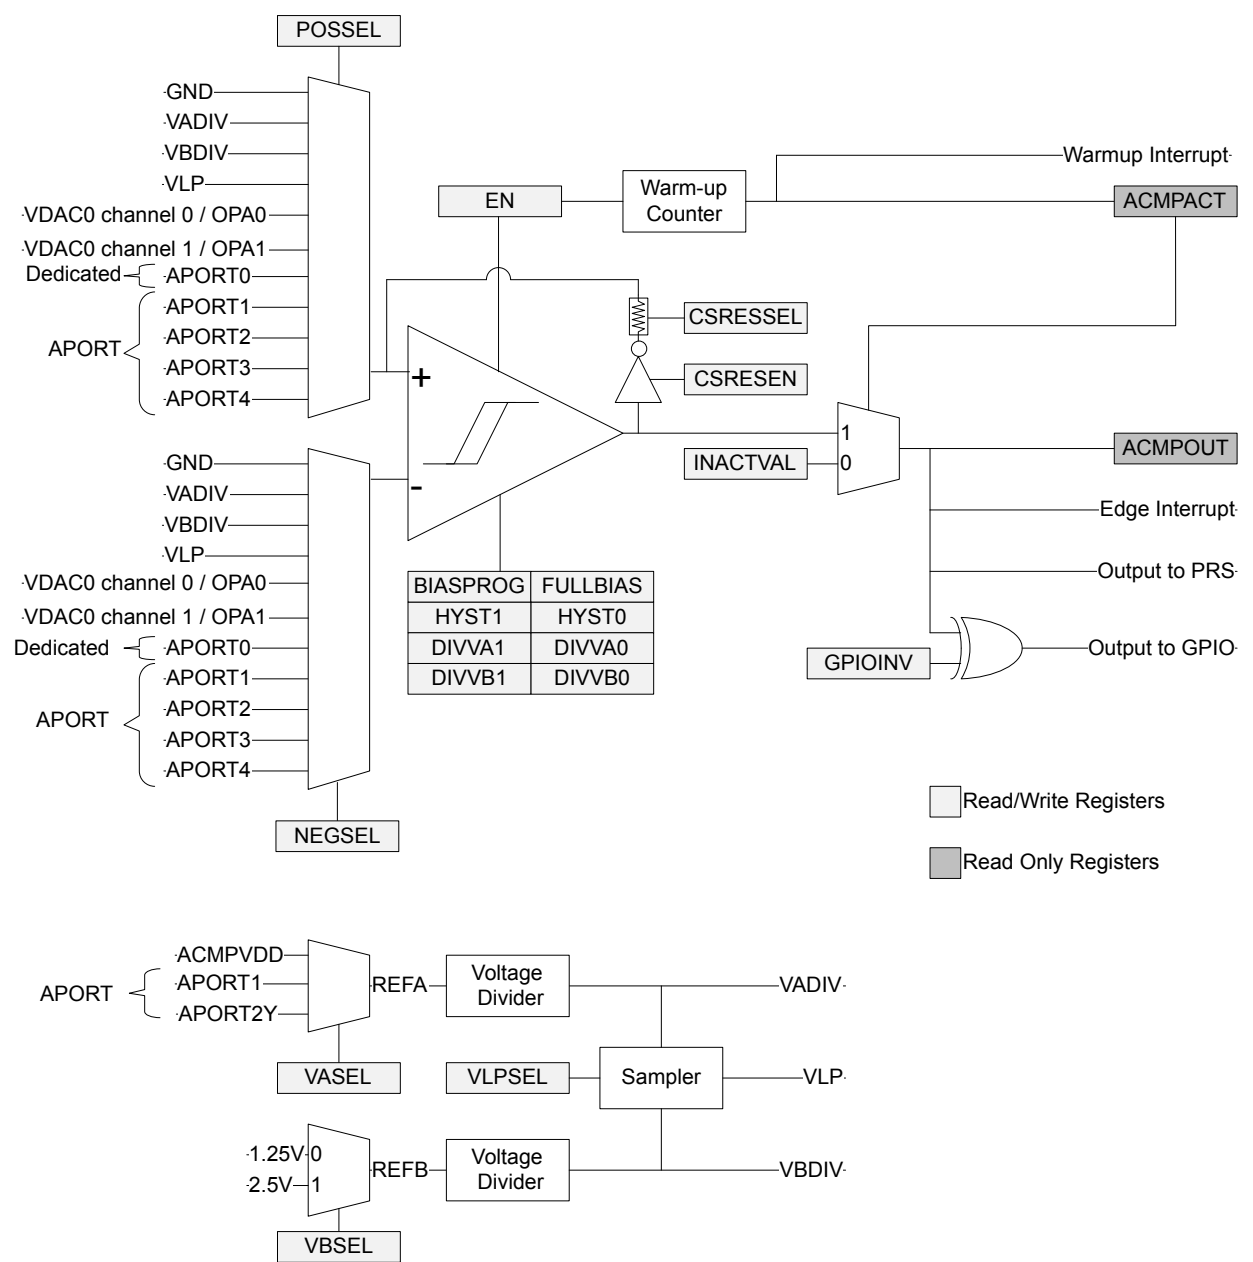 POSSEL
GND
VADIV
VBDIV
VLP
VDAC0 channel 0 / OPA0
VDAC0 channel 1 / OPA1
Dedicated
APORT0
APORT1
APORT2
APORT
APORT3
APORT4
EN
Warm-up
Counter
Warmup Interrupt
ACMPACT
CSRESSEL
CSRESEN
+
-
INACTVAL
1
0
ACMPOUT
Edge Interrupt
Output to PRS
Output to GPIO
GPIOINV
GND
VADIV
VBDIV
VLP
VDAC0 channel 0 / OPA0
VDAC0 channel 1 / OPA1
Dedicated
APORT0
APORT1
APORT2
APORT
APORT3
APORT4
NEGSEL
BIASPROG FULLBIAS
HYST1 HYST0
DIVVA1 DIVVA0
DIVVB1 DIVVB0
Read/Write Registers
Read Only Registers
ACMPVDD
APORT
APORT1
APORT2Y
REFA
Voltage
Divider
VADIV
VASEL
VLPSEL
Sampler
VLP
1.25V 0
2.5V 1
REFB
Voltage
Divider
VBDIV
VBSEL